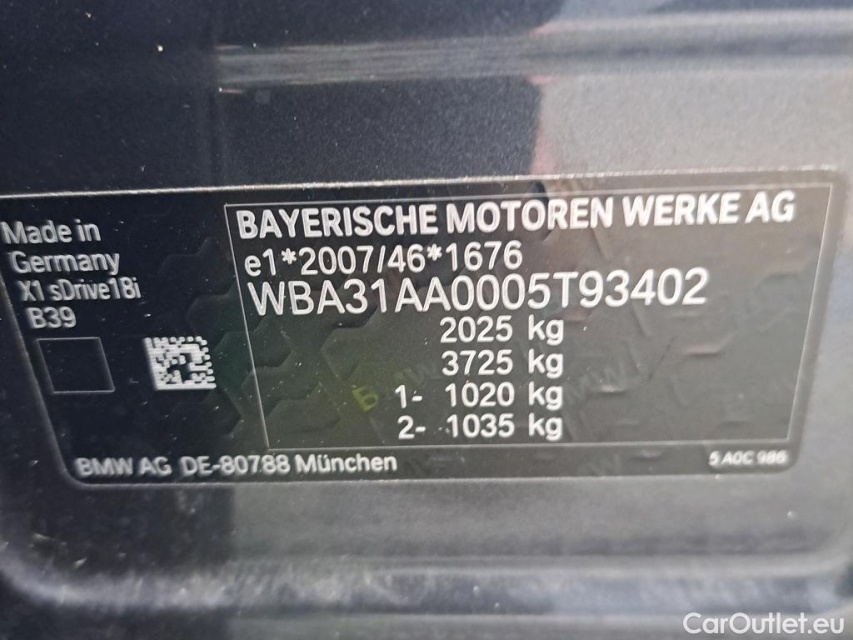 Made in
Germany
X1 sDrive18i
B39
BAYERISCHE MOTOREN WERKE AG
e1*2007/46*1676
WBA31AA0005T93402
2025 kg
3725 kg
1- 1020 kg
2- 1035 kg
BMW AG DE-80788 München
5 A0C 986
CarOutlet.eu